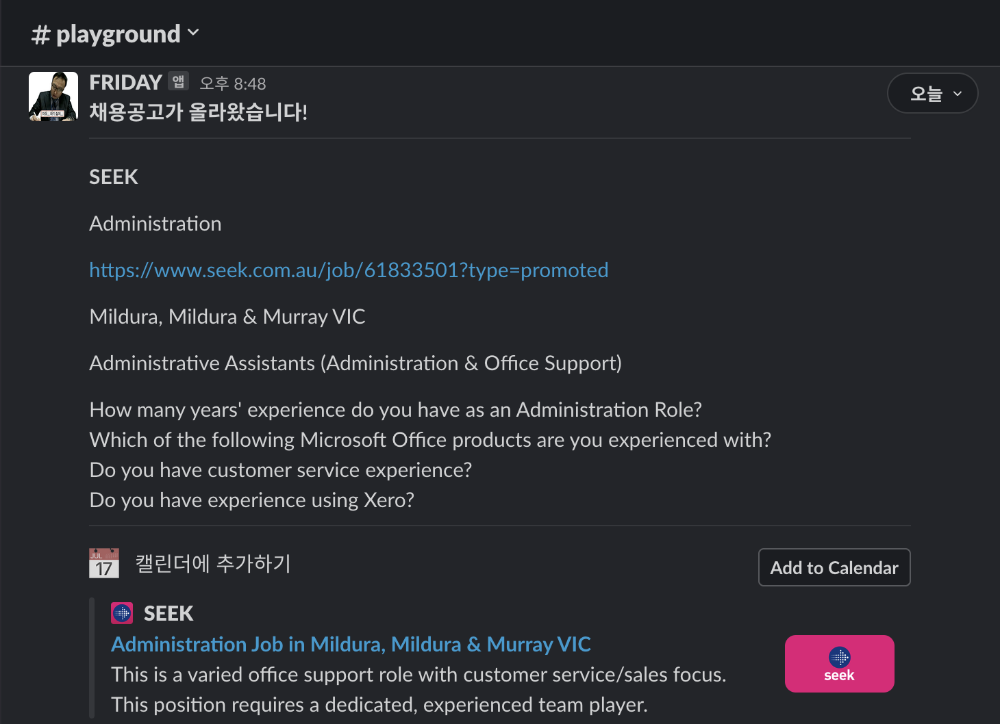 # playground
FRIDAY 앱 오후 8:48
오늘
채용공고가 올라왔습니다!
SEEK
Administration
https://www.seek.com.au/job/61833501?type=promoted
Mildura, Mildura & Murray VIC
Administrative Assistants (Administration & Office Support)
How many years' experience do you have as an Administration Role?
Which of the following Microsoft Office products are you experienced with?
Do you have customer service experience?
Do you have experience using Xero?
JUL
17
캘린더에 추가하기
Add to Calendar
SEEK
Administration Job in Mildura, Mildura & Murray VIC
This is a varied office support role with customer service/sales focus.
This position requires a dedicated, experienced team player.
seek